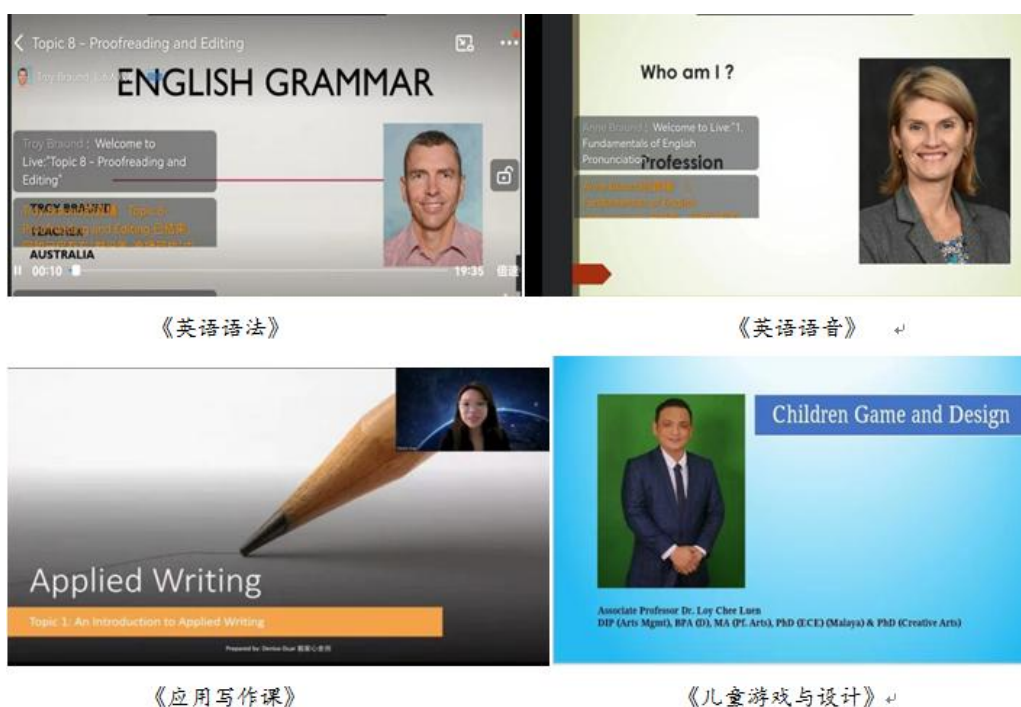 Topic 8 - Proofreading and Editing
ENGLISH GRAMMAR
Troy Braund : Welcome to
Live:"Topic 8 - Proofreading and
Editing"
TROY BRAUND
TEACHER
AUSTRALIA
00:10
19:35
倍速
《英语语法》
Who am I ?
Anne Braund : Welcome to Live:"1.
Fundamentals of English
Pronunciation"
Profession
《英语语音》
Applied Writing
Topic 1: An Introduction to Applied Writing
《应用写作课》
Children Game and Design
Associate Professor Dr. Loy Chee Luen
DIP (Arts Mgmt), BPA (D), MA (Pf. Arts), PhD (ECE) (Malaya) & PhD (Creative Arts)
《儿童游戏与设计》